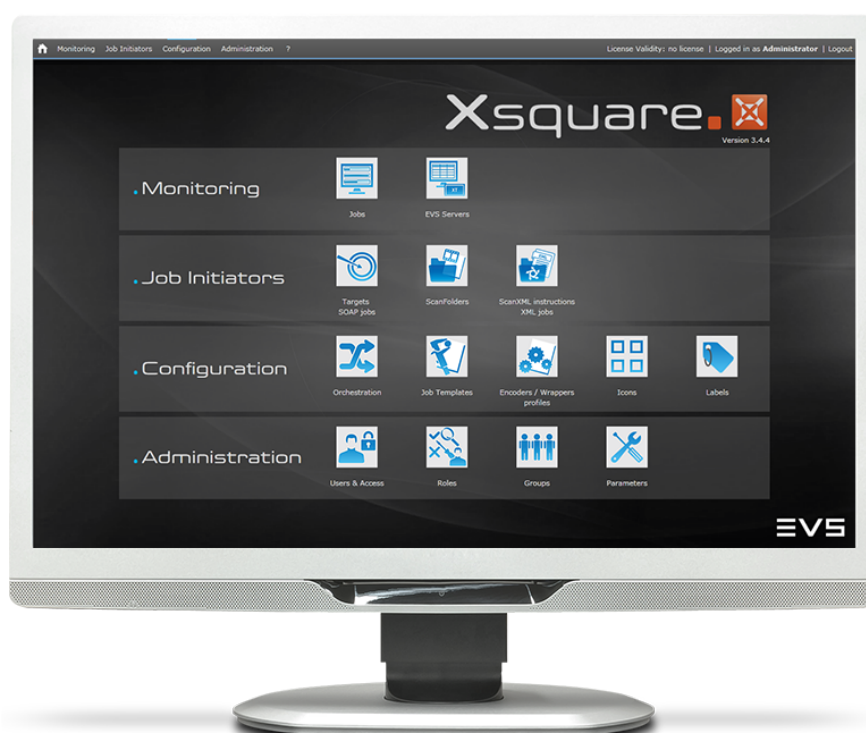 Monitoring Job Initiators Configuration Administration ? License Validity: no license | Logged in as Administrator | Logout
Xsquare.
Version 3.4.4
.Monitoring
Jobs EVS Servers
.Job Initiators
Targets ScanFolders ScanXML instructions
SOAP jobs XML jobs
.Configuration
Orchestration Job Templates Encoders / Wrappers Icons Labels
profiles
.Administration
Users & Access Roles Groups Parameters
EVS